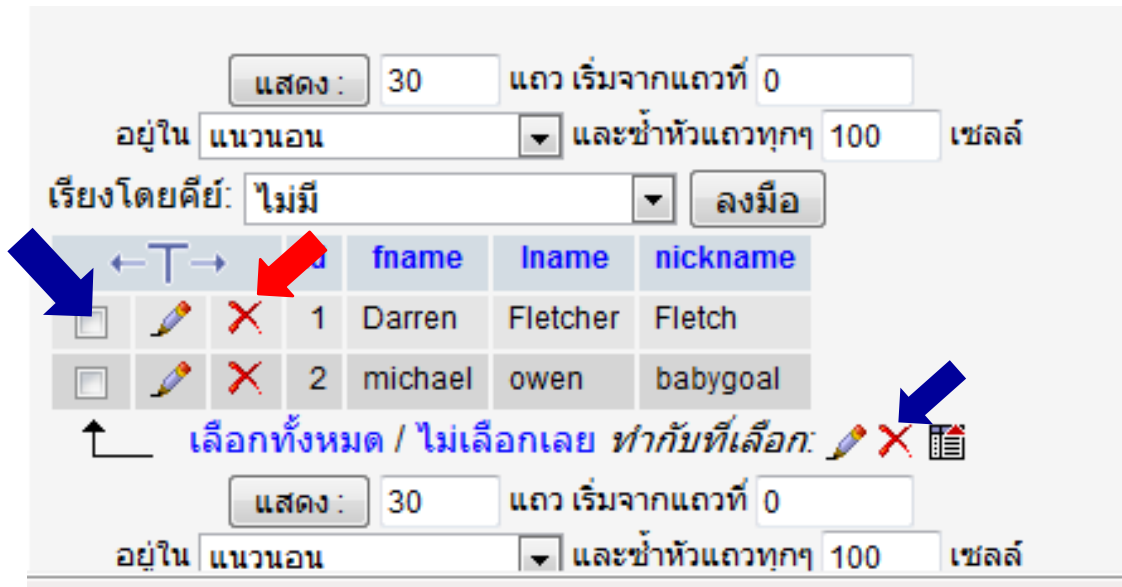 แสดง : 30 แถว เริ่มจากแถวที่ 0
อยู่ใน แนวนอน และซ้ำหัวแถวทุกๆ 100 เซลล์
เรียงโดยคีย์: ไม่มี ลงมือ
←T→ fname lname nickname
1 Darren Fletcher Fletch
2 michael owen babygoal
เลือกทั้งหมด / ไม่เลือกเลย ทำกับที่เลือก:
แสดง : 30 แถว เริ่มจากแถวที่ 0
อยู่ใน แนวนอน และซ้ำหัวแถวทุกๆ 100 เซลล์